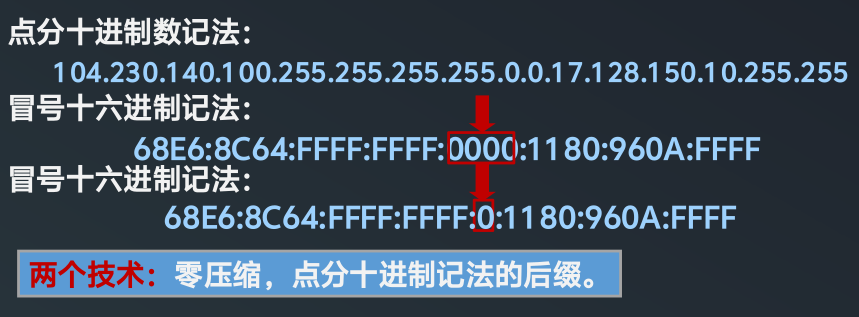 点分十进制数记法：
104.230.140.100.255.255.255.255.0.0.17.128.150.10.255.255
冒号十六进制记法：
68E6:8C64:FFFF:FFFF:0000:1180:960A:FFFF
冒号十六进制记法：
68E6:8C64:FFFF:FFFF:0:1180:960A:FFFF
两个技术：零压缩，点分十进制记法的后缀。